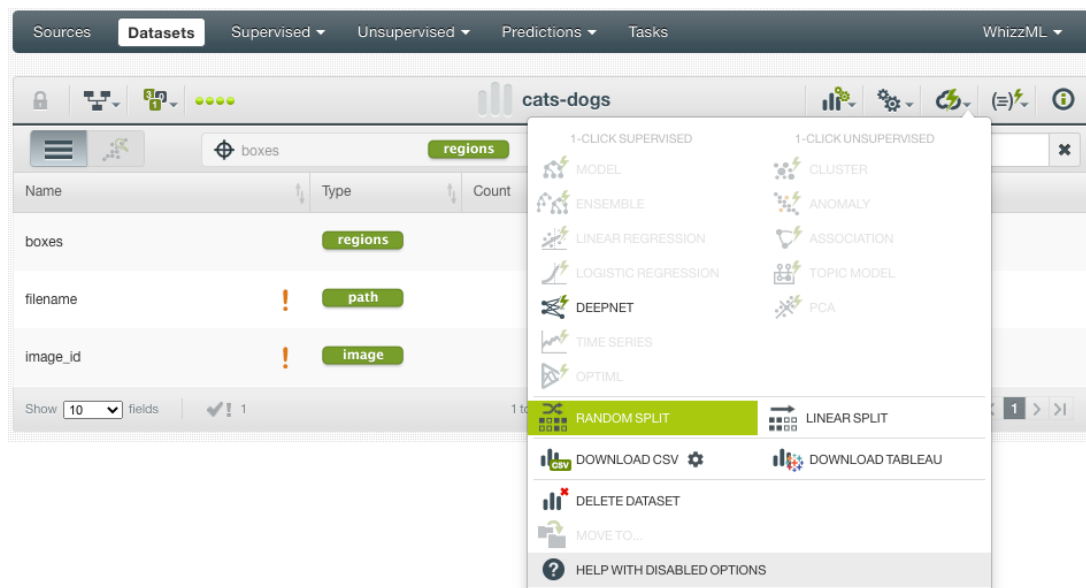 Sources Datasets Supervised Unsupervised Predictions Tasks WhizzML
cats-dogs
boxes regions
Name Type Count
boxes regions
filename ! path
image_id ! image
Show 10 fields ! 1 1 to 1
1-CLICK SUPERVISED 1-CLICK UNSUPERVISED
MODEL CLUSTER
ENSEMBLE ANOMALY
LINEAR REGRESSION ASSOCIATION
LOGISTIC REGRESSION TOPIC MODEL
DEEPNET PCA
TIME SERIES
OPTIML
RANDOM SPLIT LINEAR SPLIT
CSV DOWNLOAD CSV DOWNLOAD TABLEAU
DELETE DATASET
MOVE TO...
? HELP WITH DISABLED OPTIONS